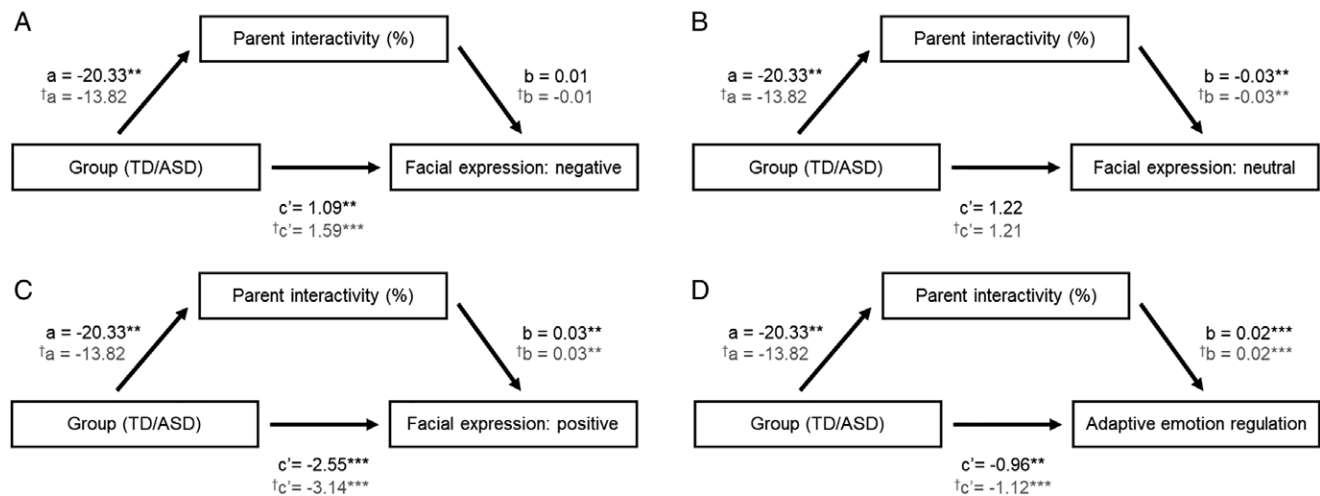 A
Parent interactivity (%)
a = -20.33**
†a = -13.82
b = 0.01
†b = -0.01
Group (TD/ASD)
Facial expression: negative
c’= 1.09**
†c’= 1.59***
B
Parent interactivity (%)
a = -20.33**
†a = -13.82
b = -0.03**
†b = -0.03**
Group (TD/ASD)
Facial expression: neutral
c’= 1.22
†c’= 1.21
C
Parent interactivity (%)
a = -20.33**
†a = -13.82
b = 0.03**
†b = 0.03**
Group (TD/ASD)
Facial expression: positive
c’= -2.55***
†c’= -3.14***
D
Parent interactivity (%)
a = -20.33**
†a = -13.82
b = 0.02***
†b = 0.02***
Group (TD/ASD)
Adaptive emotion regulation
c’= -0.96**
†c’= -1.12***